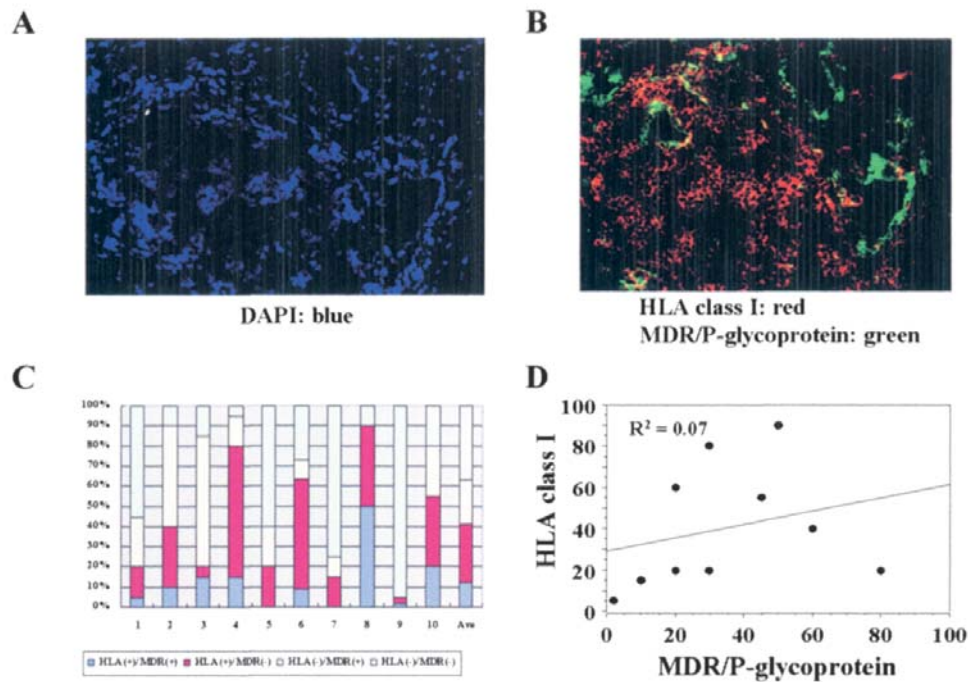 A
B
DAPI: blue
HLA class I: red
MDR/P-glycoprotein: green
C
100%
90%
80%
70%
60%
50%
40%
30%
20%
10%
0%
1 2 3 4 5 6 7 8 9 10 Ave
HLA(+)/MDR(+) HLA(+)/MDR(-) HLA(-)/MDR(+) HLA(-)/MDR(-)
D
R² = 0.07
HLA class I
100
80
60
40
20
0
0 20 40 60 80 100
MDR/P-glycoprotein